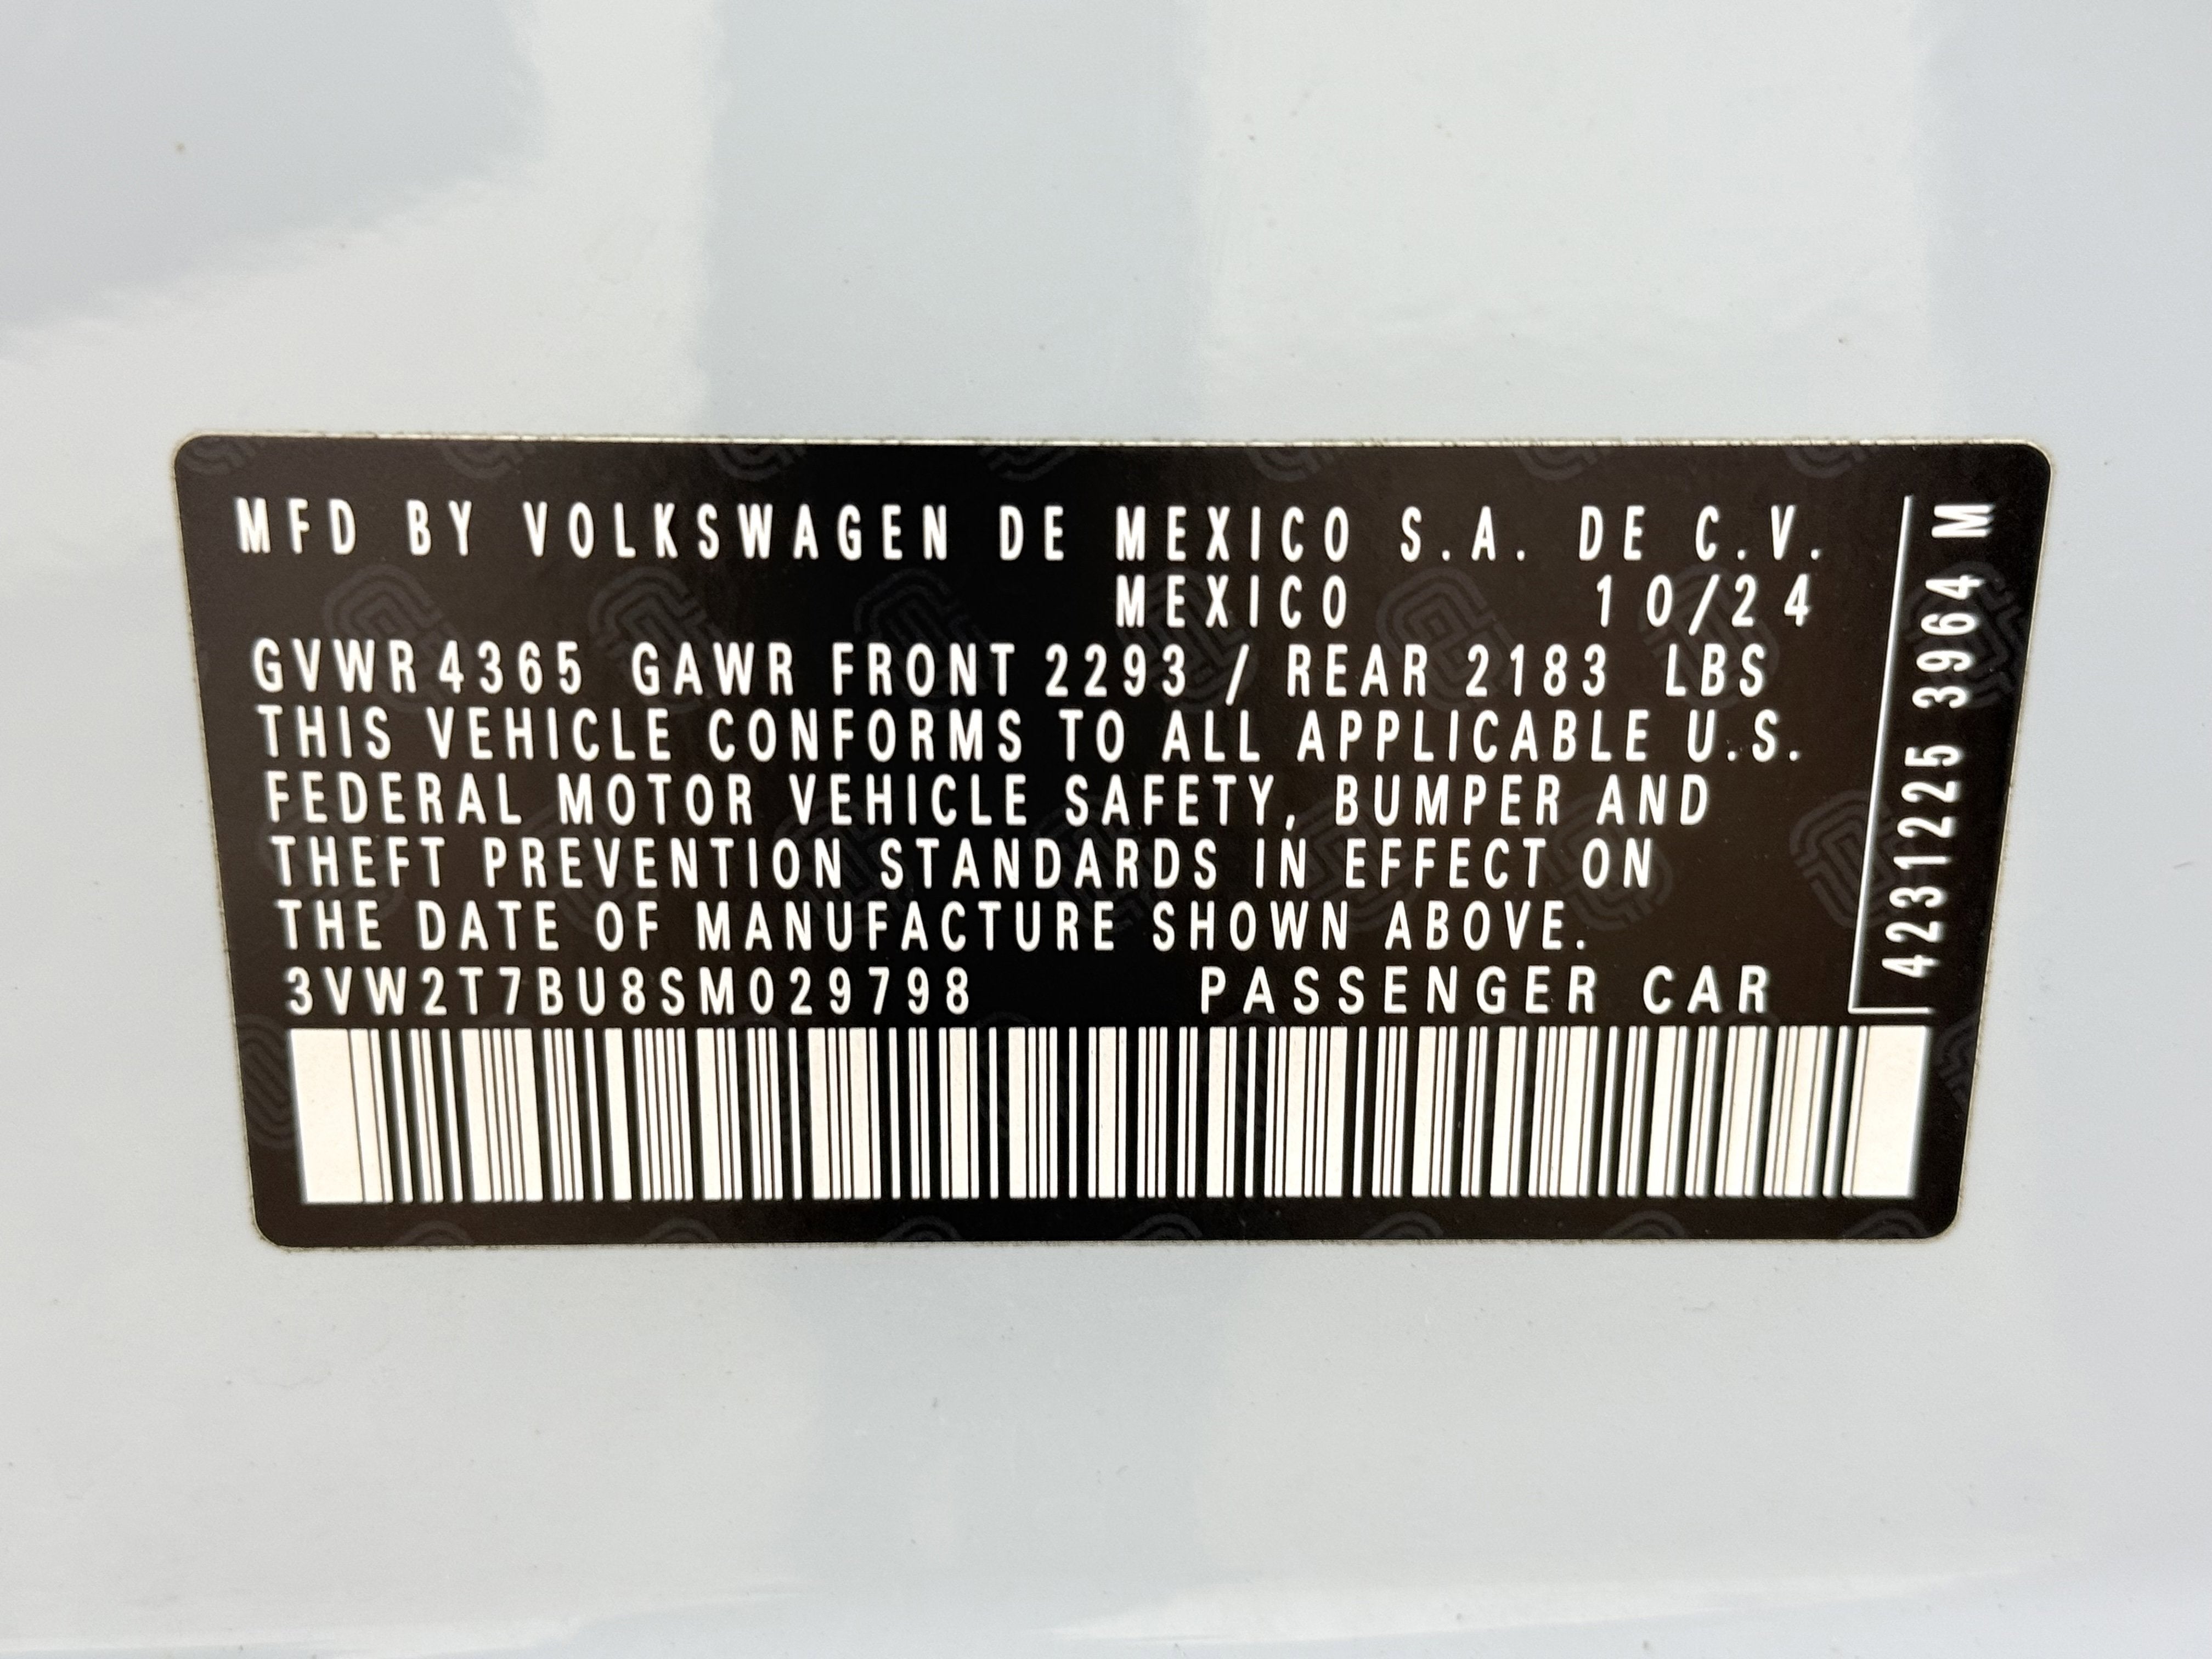 MFD BY VOLKSWAGEN DE MEXICO S.A. DE C.V.
MEXICO 10/24
GVWR 4365 GAWR FRONT 2293 / REAR 2183 LBS
THIS VEHICLE CONFORMS TO ALL APPLICABLE U.S.
FEDERAL MOTOR VEHICLE SAFETY, BUMPER AND
THEFT PREVENTION STANDARDS IN EFFECT ON
THE DATE OF MANUFACTURE SHOWN ABOVE.
3VW2T7BU8SM029798 PASSENGER CAR
4231225 3964 M